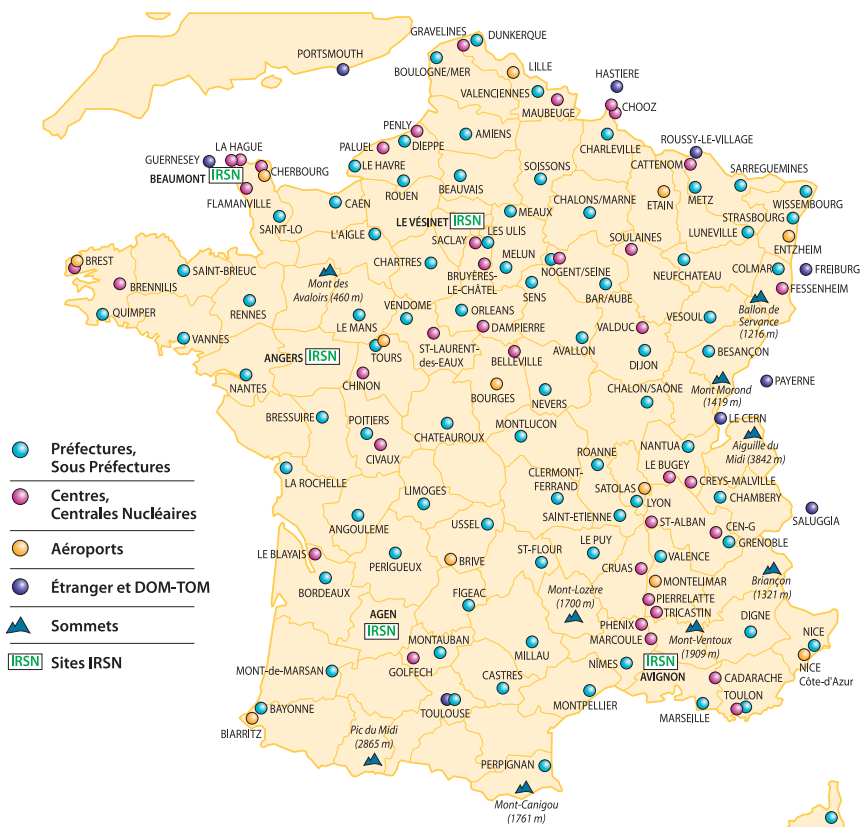 GRAVELINES
DUNKERQUE
PORTSMOUTH
BOULOGNE/MER
LILLE
HASTIERE
VALENCIENNES
MAUBEUGE
CHOOZ
PENLY
LA HAGUE
PALUEL
DIEPPE
AMIENS
CHARLEVILLE
ROUSSY-LE-VILLAGE
GUERNESEY
BEAUMONT
IRSN
CHERBOURG
LE HAVRE
SOISSONS
CATTENOM
SARREGUEMINES
FLAMANVILLE
ROUEN
BEAUVAIS
ETAIN
METZ
WISSEMBOURG
CAEN
LE VÉSINET
IRSN
MEAUX
CHALONS/MARNE
STRASBOURG
SAINT-LO
L'AIGLE
SACLAY
LES ULIS
SOULAINES
LUNEVILLE
ENTZHEIM
BREST
SAINT-BRIEUC
CHARTRES
MELUN
NOGENT/SEINE
NEUFCHATEAU
COLMAR
FREIBURG
BRENNILIS
Mont des
Avaloirs (460 m)
BRUYÈRES-
LE-CHÂTEL
SENS
BAR/AUBE
FESSENHEIM
QUIMPER
RENNES
VENDOME
LE MANS
ORLEANS
DAMPIERRE
VALDUC
VESOUL
Ballon de
Servance
(1216 m)
VANNES
ANGERS
IRSN
TOURS
ST-LAURENT-
des-EAUX
BELLEVILLE
AVALLON
DIJON
BESANÇON
NANTES
CHINON
BOURGES
NEVERS
CHALON/SAÔNE
Mont Morond
(1419 m)
PAYERNE
BRESSUIRE
POITIERS
CHATEAUROUX
MONTLUCON
LE CERN
CIVAUX
ROANNE
NANTUA
Aiguille du
Midi (3842 m)
Préfectures,
Sous Préfectures
LA ROCHELLE
LIMOGES
CLERMONT-
FERRAND
LE BUGEY
SATOLAS
CREYS-MALVILLE
Centres,
Centrales Nucléaires
LYON
CHAMBERY
ANGOULEME
USSEL
SAINT-ETIENNE
ST-ALBAN
CEN-G
SALUGGIA
Aéroports
LE BLAYAIS
PERIGUEUX
BRIVE
ST-FLOUR
LE PUY
GRENOBLE
VALENCE
Étranger et DOM-TOM
BORDEAUX
FIGEAC
CRUAS
MONTELIMAR
Briançon
(1321 m)
Mont-Lozère
(1700 m)
PIERRELATTE
TRICASTIN
Sommets
AGEN
IRSN
PHENIX
DIGNE
MONTAUBAN
MILLAU
MARCOULE
Mont-Ventoux
(1909 m)
NICE
IRSN
Sites IRSN
MONT-de-MARSAN
GOLFECH
NÎMES
IRSN
AVIGNON
NICE
Côte-d'Azur
CASTRES
CADARACHE
BAYONNE
TOULOUSE
MONTPELLIER
MARSEILLE
TOULON
BIARRITZ
Pic du Midi
(2865 m)
PERPIGNAN
Mont-Canigou
(1761 m)